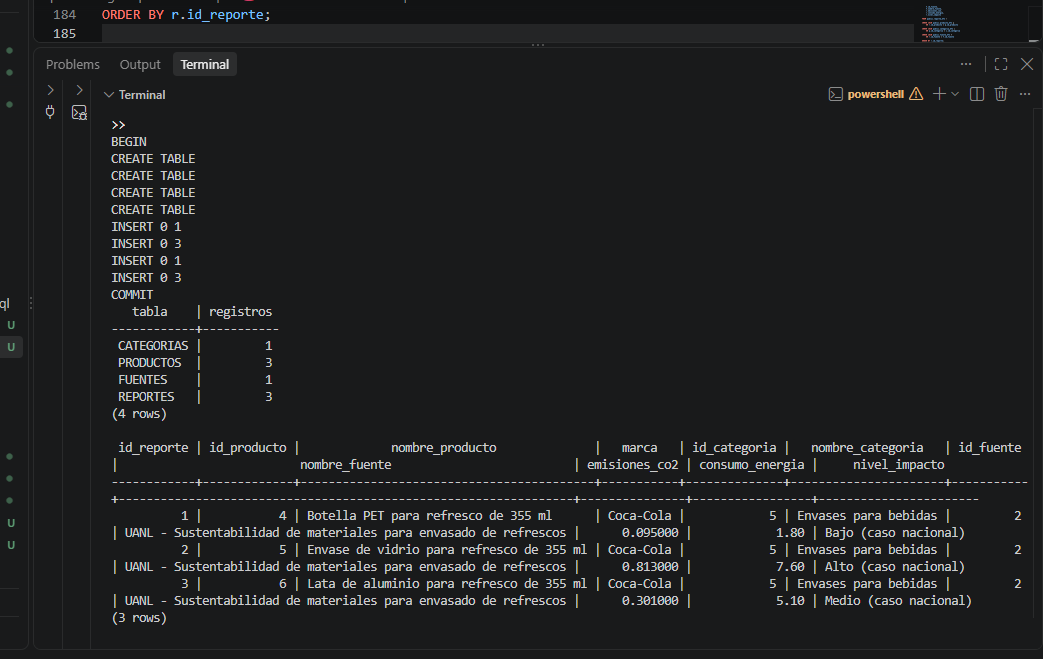 184 ORDER BY r.id_reporte;
185
Problems Output Terminal
Terminal
powershell
>>
BEGIN
CREATE TABLE
CREATE TABLE
CREATE TABLE
CREATE TABLE
INSERT 0 1
INSERT 0 3
INSERT 0 1
INSERT 0 3
COMMIT
tabla | registros
------------+-----------
CATEGORIAS | 1
PRODUCTOS | 3
FUENTES | 1
REPORTES | 3
(4 rows)
id_reporte | id_producto | nombre_producto | marca | id_categoria | nombre_categoria | id_fuente
| nombre_fuente | emisiones_co2 | consumo_energia | nivel_impacto
------------+-------------+-------------------------------------+-----------+--------------+----------------------+-----------
+--------------------------------------------------------+---------------+-----------------+----------------------
1 | 4 | Botella PET para refresco de 355 ml | Coca-Cola | 5 | Envases para bebidas | 2
| UANL - Sustentabilidad de materiales para envasado de refrescos | 0.095000 | 1.80 | Bajo (caso nacional)
2 | 5 | Envase de vidrio para refresco de 355 ml | Coca-Cola | 5 | Envases para bebidas | 2
| UANL - Sustentabilidad de materiales para envasado de refrescos | 0.813000 | 7.60 | Alto (caso nacional)
3 | 6 | Lata de aluminio para refresco de 355 ml | Coca-Cola | 5 | Envases para bebidas | 2
| UANL - Sustentabilidad de materiales para envasado de refrescos | 0.301000 | 5.10 | Medio (caso nacional)
(3 rows)
ql
U
U
U
U